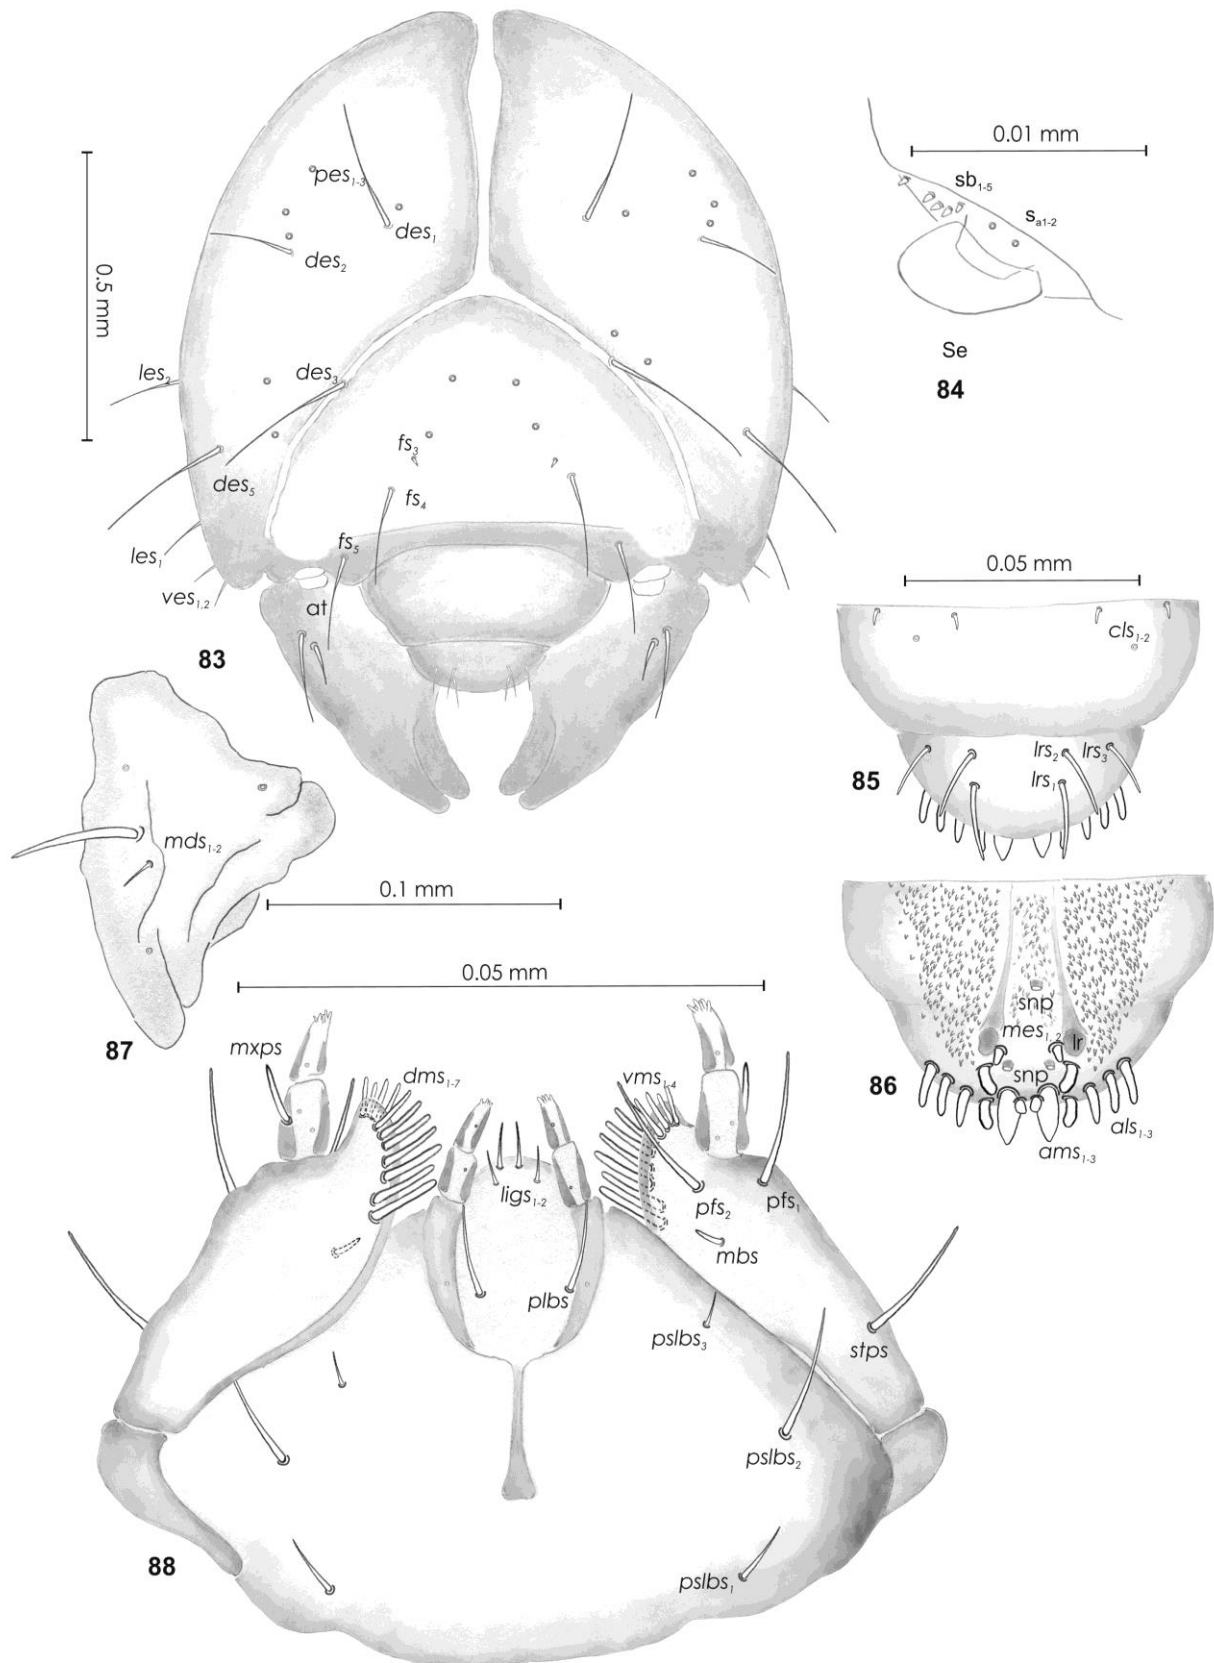 0.5 mm
pes₁₋₃
des₁
des₂
les₂
des₃
fs₃
des₅
fs₄
les₁
fs₅
ves₁,₂
at
83
0.01 mm
sb₁₋₅
sₐ₁₋₂
Se
84
0.05 mm
cls₁₋₂
lrs₂
lrs₃
lrs₁
85
snp
mes₁,₂
lr
snp
als₁₋₃
ams₁₋₃
86
mds₁₋₂
0.1 mm
87
0.05 mm
mxps
dms₁₋₇
vms₁₋₄
ligs₁₋₂
pfs₂
pfs₁
mbs
plbs
pslbs₃
stps
pslbs₂
pslbs₁
88